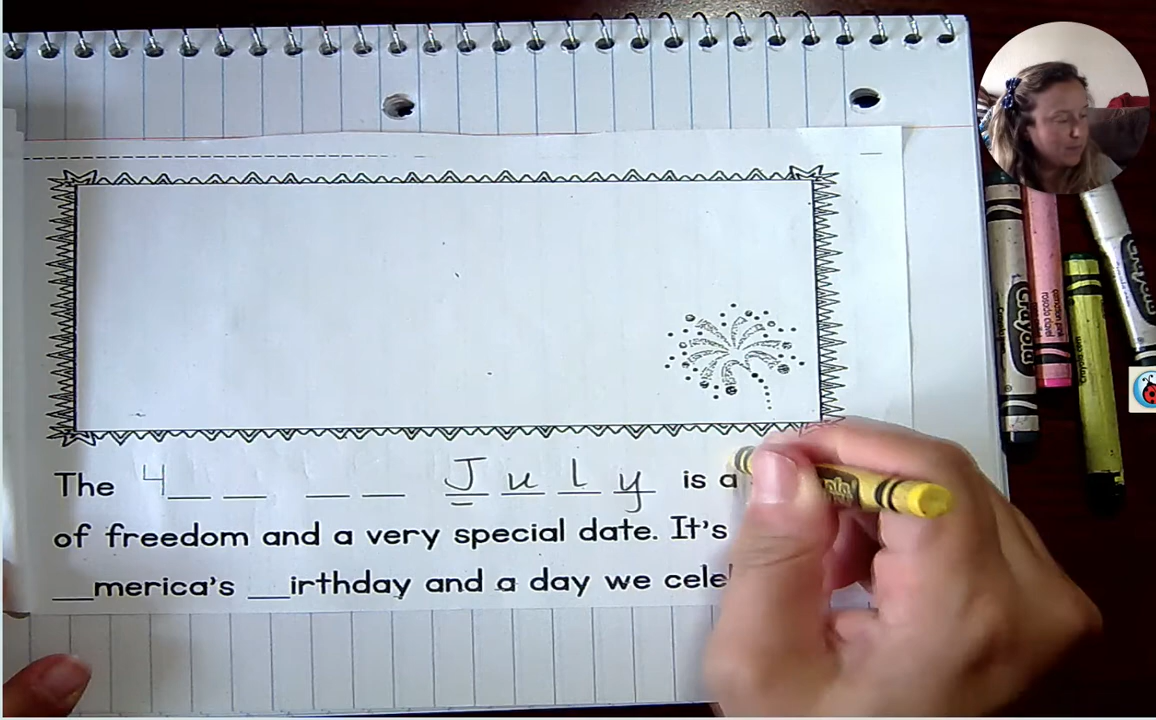 The 4__ __ __ __ July is a
of freedom and a very special date. It's
__merica's __irthday and a day we cele
Crayola
Crayola